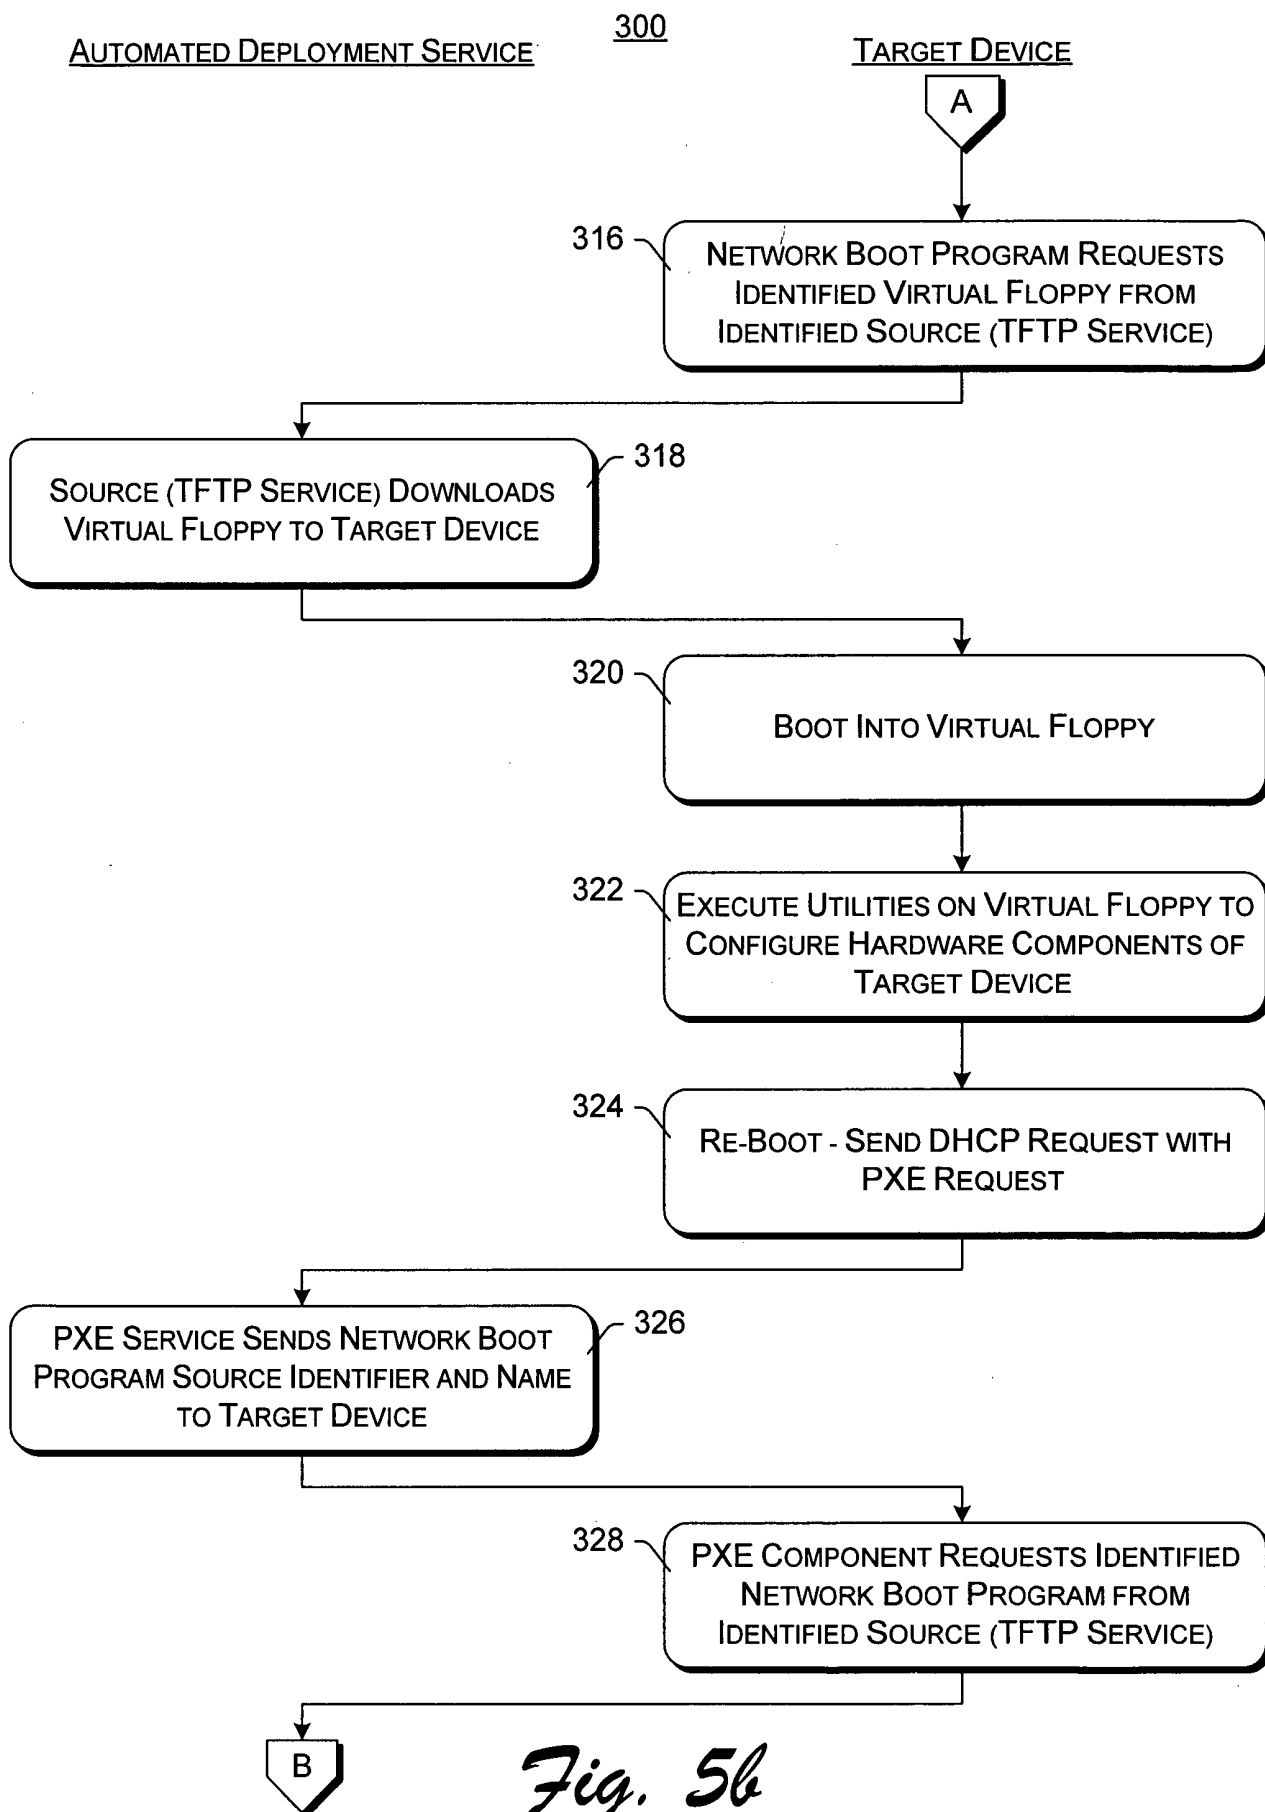 300
AUTOMATED DEPLOYMENT SERVICE
TARGET DEVICE
A
316
NETWORK BOOT PROGRAM REQUESTS
IDENTIFIED VIRTUAL FLOPPY FROM
IDENTIFIED SOURCE (TFTP SERVICE)
318
SOURCE (TFTP SERVICE) DOWNLOADS
VIRTUAL FLOPPY TO TARGET DEVICE
320
BOOT INTO VIRTUAL FLOPPY
322
EXECUTE UTILITIES ON VIRTUAL FLOPPY TO
CONFIGURE HARDWARE COMPONENTS OF
TARGET DEVICE
324
RE-BOOT - SEND DHCP REQUEST WITH
PXE REQUEST
326
PXE SERVICE SENDS NETWORK BOOT
PROGRAM SOURCE IDENTIFIER AND NAME
TO TARGET DEVICE
328
PXE COMPONENT REQUESTS IDENTIFIED
NETWORK BOOT PROGRAM FROM
IDENTIFIED SOURCE (TFTP SERVICE)
B
Fig. 5b